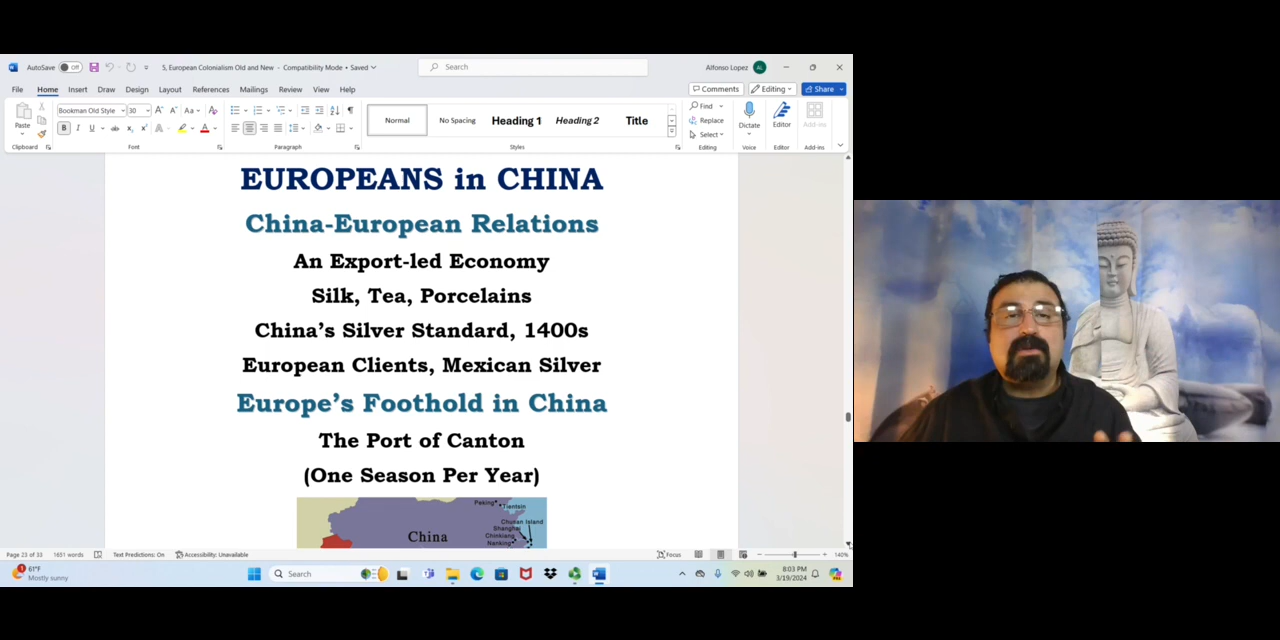 AutoSave Off
5, European Colonialism Old and New - Compatibility Mode • Saved
Search
Alfonso Lopez AL
File Home Insert Draw Design Layout References Mailings Review View Help
Comments Editing Share
Paste
Clipboard
Bookman Old Style 30
Font
Paragraph
Normal No Spacing Heading 1 Heading 2 Title
Styles
Find
Replace
Select
Editing
Dictate
Voice
Editor
Editor
Add-ins
Add-ins
EUROPEANS in CHINA
China-European Relations
An Export-led Economy
Silk, Tea, Porcelains
China’s Silver Standard, 1400s
European Clients, Mexican Silver
Europe’s Foothold in China
The Port of Canton
(One Season Per Year)
Peking
Tientsin
China
Chusan Island
Shanghai
Chinkiang
Nanking
Page 23 of 33 1651 words Text Predictions: On Accessibility: Unavailable Focus 140%
1 61°F
Mostly sunny
Search
8:03 PM
3/19/2024